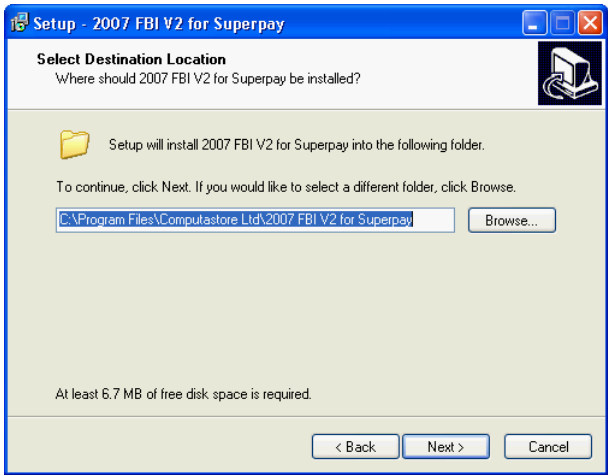 Setup - 2007 FBI V2 for Superpay
Select Destination Location
Where should 2007 FBI V2 for Superpay be installed?
Setup will install 2007 FBI V2 for Superpay into the following folder.
To continue, click Next. If you would like to select a different folder, click Browse.
C:\Program Files\Computastore Ltd\2007 FBI V2 for Superpay
Browse...
At least 6.7 MB of free disk space is required.
< Back
Next >
Cancel